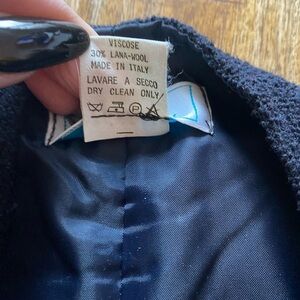 VISCOSE
30% LANA-WOOL
MADE IN ITALY
LAVARE A SECCO
DRY CLEAN ONLY